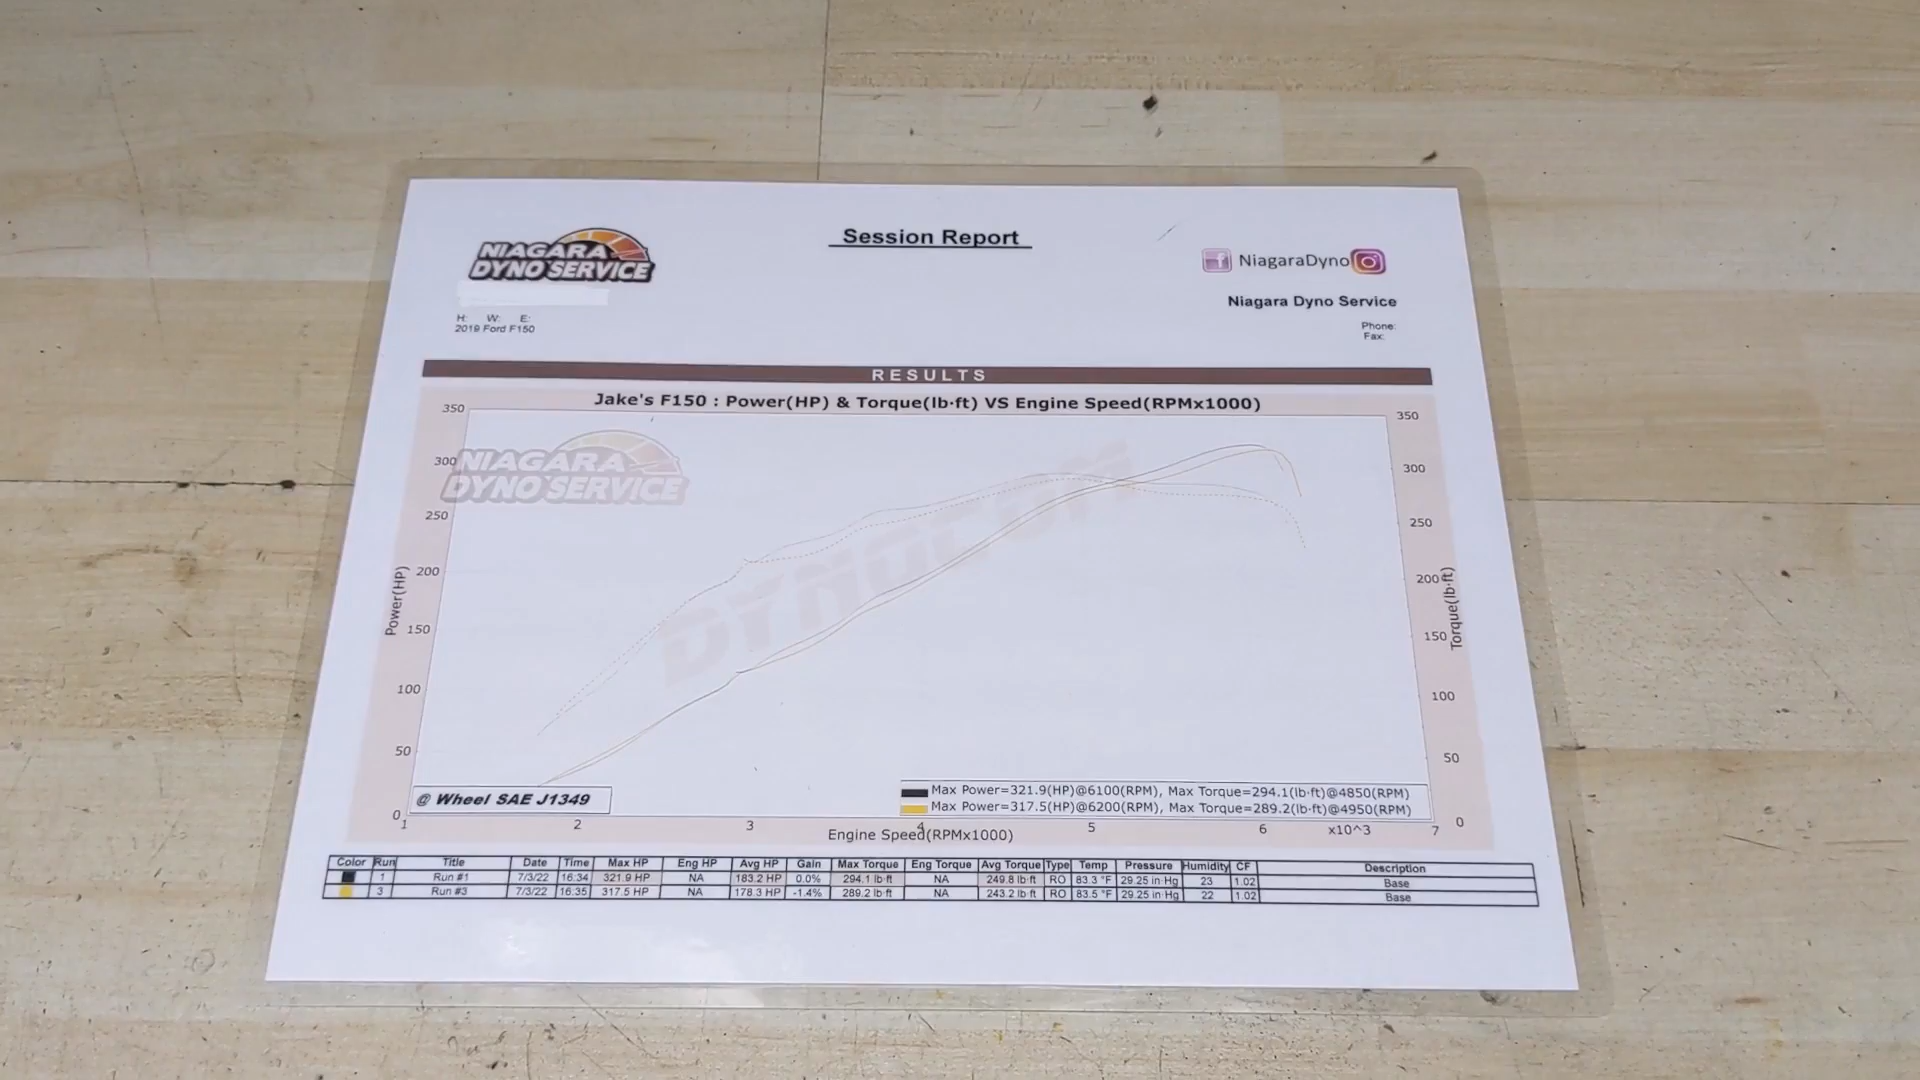 Session Report
NIAGARA
DYNO SERVICE
NiagaraDyno
Niagara Dyno Service
H: W: E:
2019 Ford F150
Phone:
Fax:
RESULTS
Jake's F150 : Power(HP) & Torque(lb·ft) VS Engine Speed(RPMx1000)
350 350
300 300
NIAGARA
DYNO SERVICE
DYNOCOM
250 250
200 200
Power(HP)
Torque(lb·ft)
150 150
100 100
50 50
@ Wheel SAE J1349
Max Power=321.9(HP)@6100(RPM), Max Torque=294.1(lb·ft)@4850(RPM)
Max Power=317.5(HP)@6200(RPM), Max Torque=289.2(lb·ft)@4950(RPM)
0 0
1 2 3 4 5 6 x10^3 7
Engine Speed(RPMx1000)
Color Run Title Date Time Max HP Eng HP Avg HP Gain Max Torque Eng Torque Avg Torque Type Temp Pressure Humidity CF Description
1 Run #1 7/3/22 16:34 321.9 HP NA 183.2 HP 0.0% 294.1 lb·ft NA 249.8 lb·ft RO 83.3 °F 29.25 in·Hg 23 1.02 Base
3 Run #3 7/3/22 16:35 317.5 HP NA 178.3 HP -1.4% 289.2 lb·ft NA 243.2 lb·ft RO 83.5 °F 29.25 in·Hg 22 1.02 Base